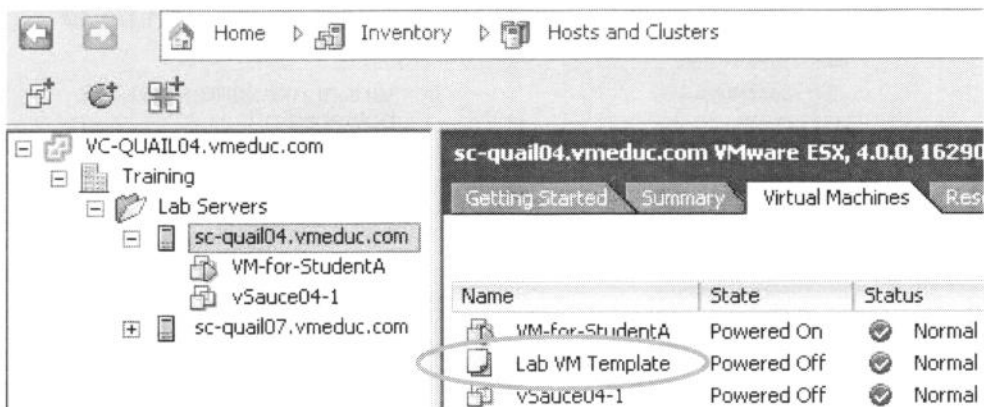 Home Inventory Hosts and Clusters
VC-QUAIL04.vmeduc.com
Training
Lab Servers
sc-quail04.vmeduc.com
VM-for-StudentA
vSauce04-1
sc-quail07.vmeduc.com
sc-quail04.vmeduc.com VMware ESX, 4.0.0, 16290
Getting Started Summary Virtual Machines Res
Name State Status
VM-for-StudentA Powered On Normal
Lab VM Template Powered Off Normal
vSauce04-1 Powered Off Normal